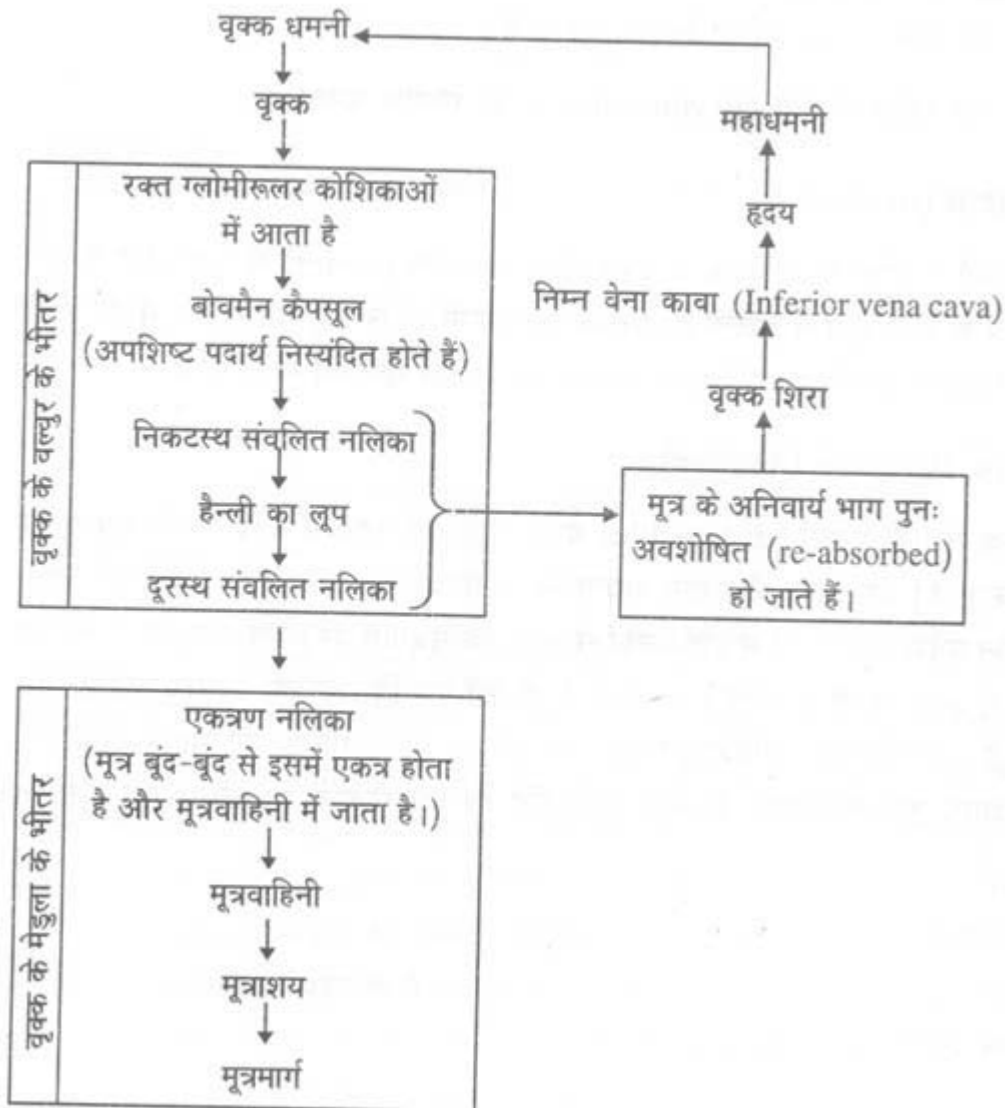 वृक्क धमनी
वृक्क
वृक्क के वल्वुर के भीतर
रक्त ग्लोमीरूलर कोशिकाओं
में आता है
बोवमैन कैपसूल
(अपशिष्ट पदार्थ निस्यंदित होते हैं)
निकटस्थ संवलित नलिका
हैन्ली का लूप
दूरस्थ संवलित नलिका
महाधमनी
हृदय
निम्न वेना कावा (Inferior vena cava)
वृक्क शिरा
मूत्र के अनिवार्य भाग पुनः
अवशोषित (re-absorbed)
हो जाते हैं।
वृक्क के मेडुला के भीतर
एकत्रण नलिका
(मूत्र बूंद-बूंद से इसमें एकत्र होता
है और मूत्रवाहिनी में जाता है।)
मूत्रवाहिनी
मूत्राशय
मूत्रमार्ग